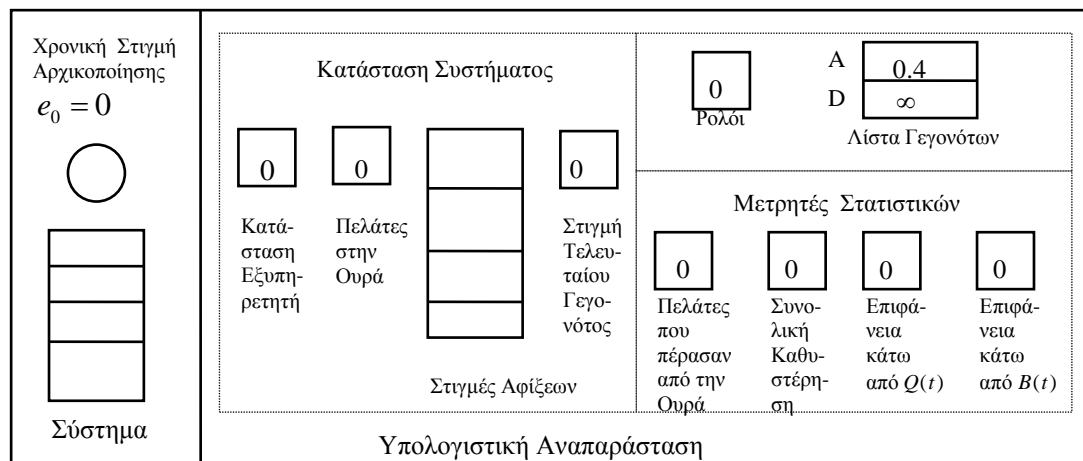 Χρονική Στιγμή
Αρχικοποίησης
e₀ = 0
Σύστημα
Κατάσταση Συστήματος
0
Κατά-
σταση
Εξυπη-
ρετητή
0
Πελάτες
στην
Ουρά
Στιγμές Αφίξεων
0
Στιγμή
Τελευ-
ταίου
Γεγο-
νότος
0
Ρολόι
A 0.4
D ∞
Λίστα Γεγονότων
Μετρητές Στατιστικών
0
Πελάτες
που
πέρασαν
από την
Ουρά
0
Συνο-
λική
Καθυ-
στέρη-
ση
0
Επιφά-
νεια
κάτω
από Q(t)
0
Επιφά-
νεια
κάτω
από B(t)
Υπολογιστική Αναπαράσταση